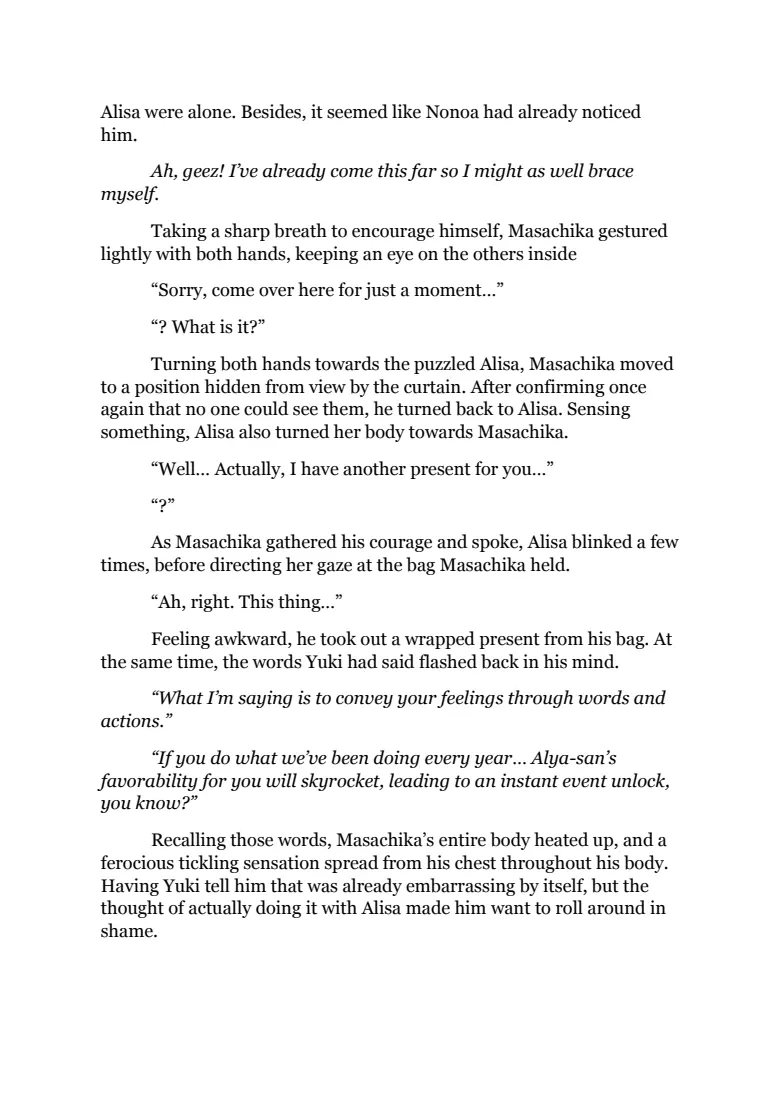 Alisa were alone. Besides, it seemed like Nonoa had already noticed
him.
Ah, geez! I've already come this far so I might as well brace
myself.
Taking a sharp breath to encourage himself, Masachika gestured
lightly with both hands, keeping an eye on the others inside
“Sorry, come over here for just a moment...”
“? What is it?”
Turning both hands towards the puzzled Alisa, Masachika moved
to a position hidden from view by the curtain. After confirming once
again that no one could see them, he turned back to Alisa. Sensing
something, Alisa also turned her body towards Masachika.
“Well... Actually, I have another present for you...”
“?”
As Masachika gathered his courage and spoke, Alisa blinked a few
times, before directing her gaze at the bag Masachika held.
“Ah, right. This thing...”
Feeling awkward, he took out a wrapped present from his bag. At
the same time, the words Yuki had said flashed back in his mind.
“What I'm saying is to convey your feelings through words and
actions.”
“If you do what we've been doing every year... Alya-san's
favorability for you will skyrocket, leading to an instant event unlock,
you know?”
Recalling those words, Masachika's entire body heated up, and a
ferocious tickling sensation spread from his chest throughout his body.
Having Yuki tell him that was already embarrassing by itself, but the
thought of actually doing it with Alisa made him want to roll around in
shame.